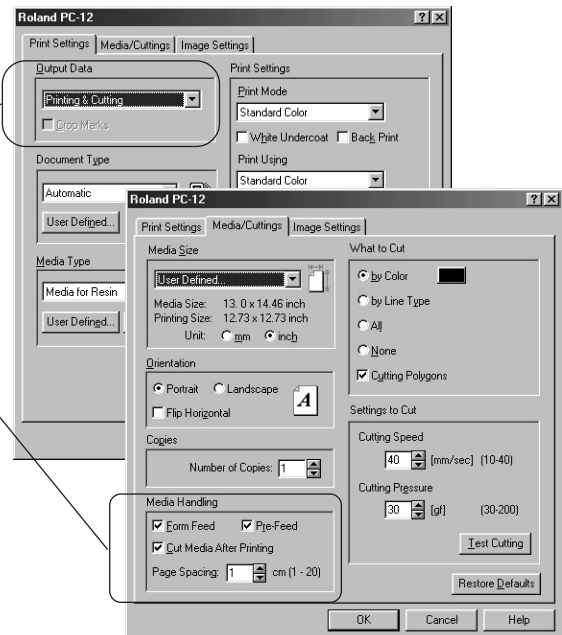 Roland PC-12
Print Settings Media/Cuttings Image Settings
Output Data
Printing & Cutting
Crop Marks
Document Type
Automatic
User Defined...
Media Type
Media for Resin
User Defined...
Print Settings
Print Mode
Standard Color
White Undercoat Back Print
Print Using
Standard Color
Roland PC-12
Print Settings Media/Cuttings Image Settings
Media Size
User Defined...
Media Size: 13. 0 x 14.46 inch
Printing Size: 12.73 x 12.73 inch
Unit: mm inch
Orientation
Portrait Landscape
A
Flip Horizontal
Copies
Number of Copies: 1
Media Handling
Form Feed Pre-Feed
Cut Media After Printing
Page Spacing: 1 cm (1 - 20)
What to Cut
by Color
by Line Type
All
None
Cutting Polygons
Settings to Cut
Cutting Speed
40 [mm/sec] (10-40)
Cutting Pressure
30 [gf] (30-200)
Test Cutting
Restore Defaults
OK Cancel Help